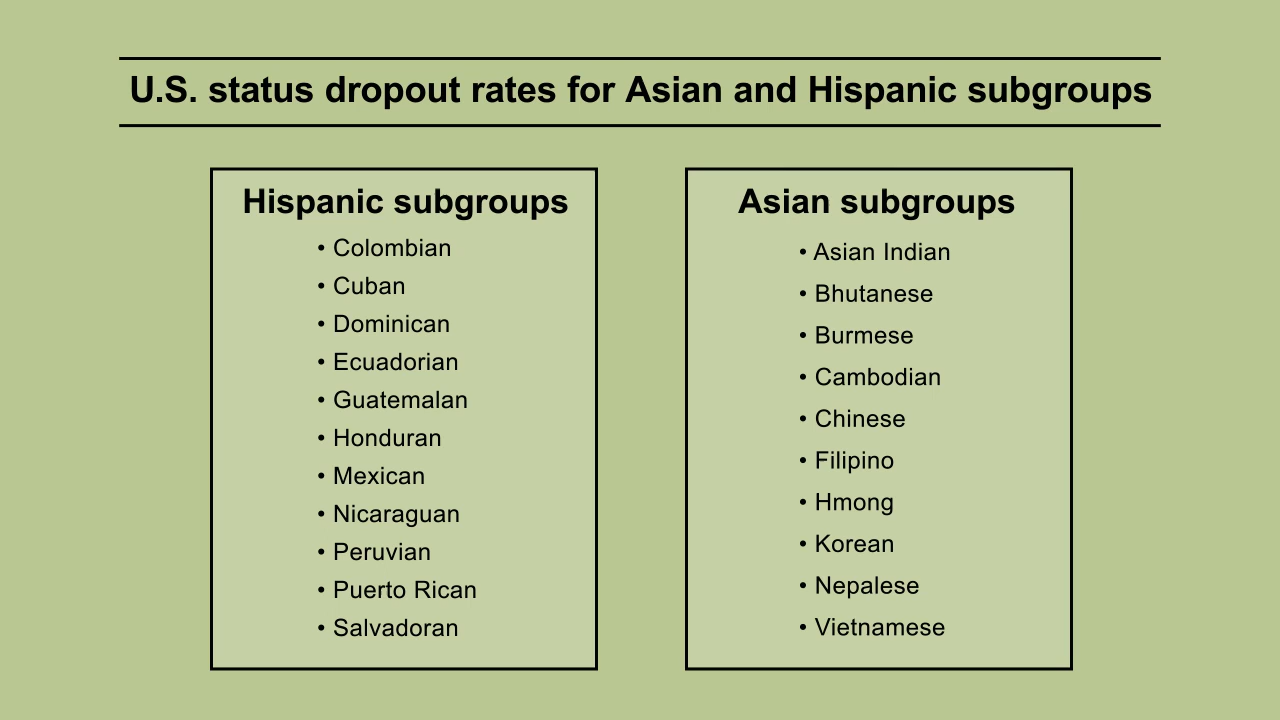 U.S. status dropout rates for Asian and Hispanic subgroups
Hispanic subgroups
• Colombian
• Cuban
• Dominican
• Ecuadorian
• Guatemalan
• Honduran
• Mexican
• Nicaraguan
• Peruvian
• Puerto Rican
• Salvadoran
Asian subgroups
• Asian Indian
• Bhutanese
• Burmese
• Cambodian
• Chinese
• Filipino
• Hmong
• Korean
• Nepalese
• Vietnamese